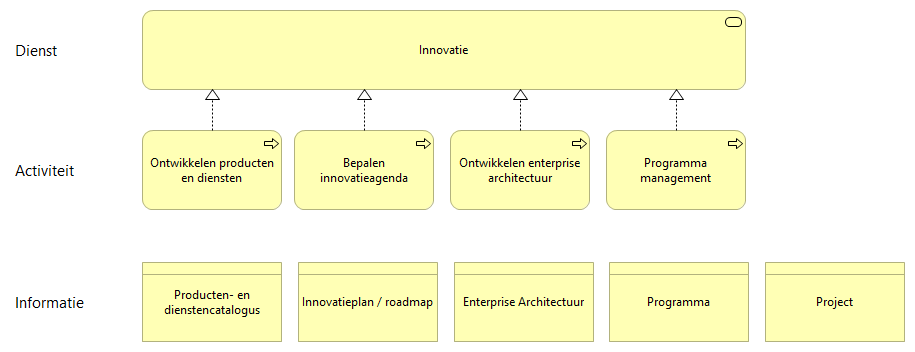 Dienst
Innovatie
Activiteit
Ontwikkelen producten
en diensten
Bepalen
innovatieagenda
Ontwikkelen enterprise
architectuur
Programma
management
Informatie
Producten- en
dienstencatalogus
Innovatieplan / roadmap
Enterprise Architectuur
Programma
Project